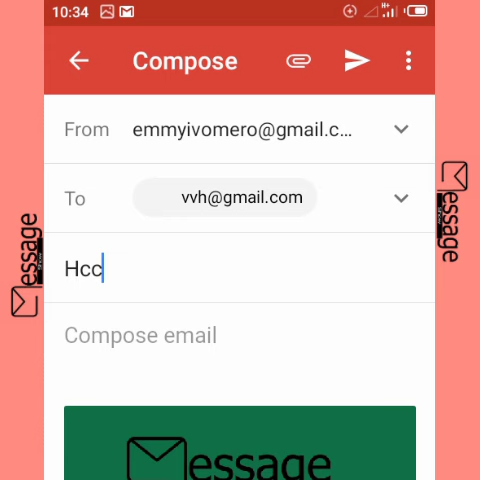 10:34
H+
Compose
From emmyivomero@gmail.c...
To vvh@gmail.com
Hcc
Compose email
essage
essage
essage